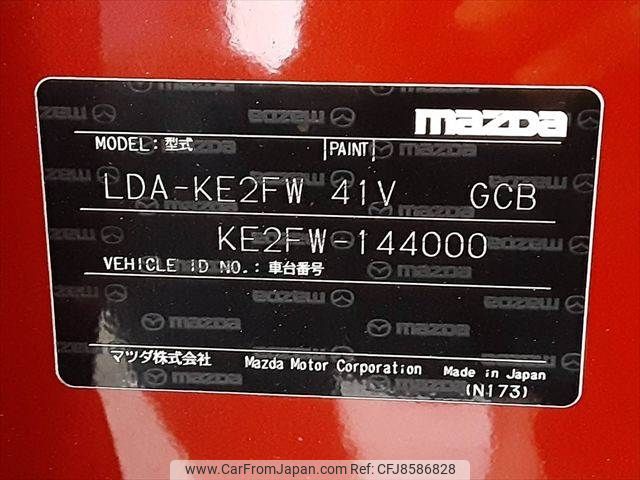 mazda
MODEL：型式 PAINT
LDA-KE2FW 41V GCB
KE2FW-144000
VEHICLE ID NO.：車台番号
マツダ株式会社 Mazda Motor Corporation Made in Japan
(N173)
www.CarFromJapan.com | © CFJ8586828